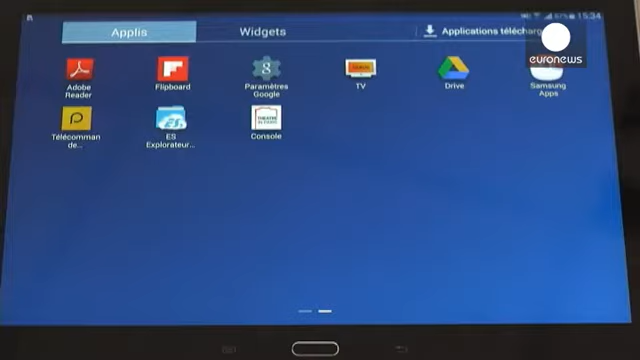 15:34
Applis
Widgets
Applications téléchar
euronews
Adobe
Reader
Flipboard
Paramètres
Google
TV
Drive
Samsung
Apps
Télécomman
de...
ES
Explorateur...
Console